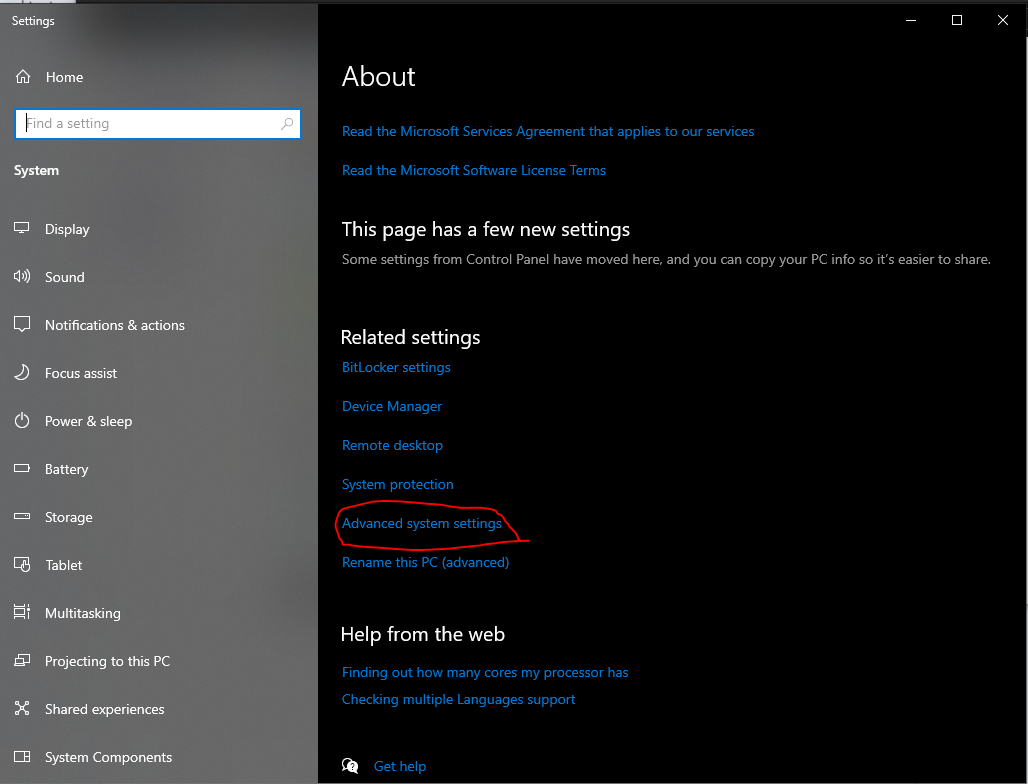 Settings
Home
Find a setting
System
Display
Sound
Notifications & actions
Focus assist
Power & sleep
Battery
Storage
Tablet
Multitasking
Projecting to this PC
Shared experiences
System Components
About
Read the Microsoft Services Agreement that applies to our services
Read the Microsoft Software License Terms
This page has a few new settings
Some settings from Control Panel have moved here, and you can copy your PC info so it’s easier to share.
Related settings
BitLocker settings
Device Manager
Remote desktop
System protection
Advanced system settings
Rename this PC (advanced)
Help from the web
Finding out how many cores my processor has
Checking multiple Languages support
Get help